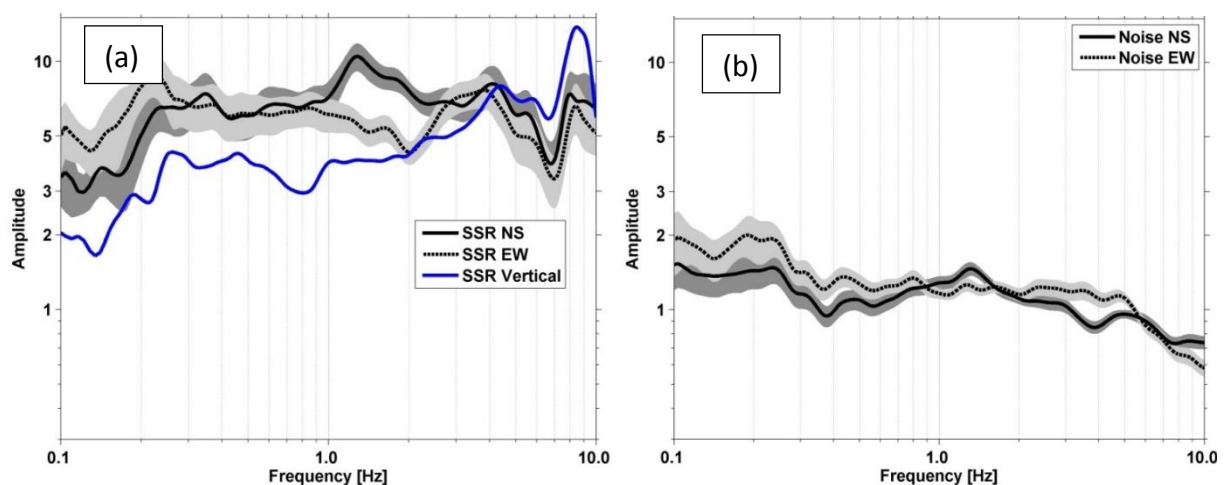 (a)
10
5
3
2
1
Amplitude
SSR NS
SSR EW
SSR Vertical
0.1
1.0
10.0
Frequency [Hz]
(b)
Noise NS
Noise EW
10
5
3
2
1
Amplitude
0.1
1.0
10.0
Frequency [Hz]